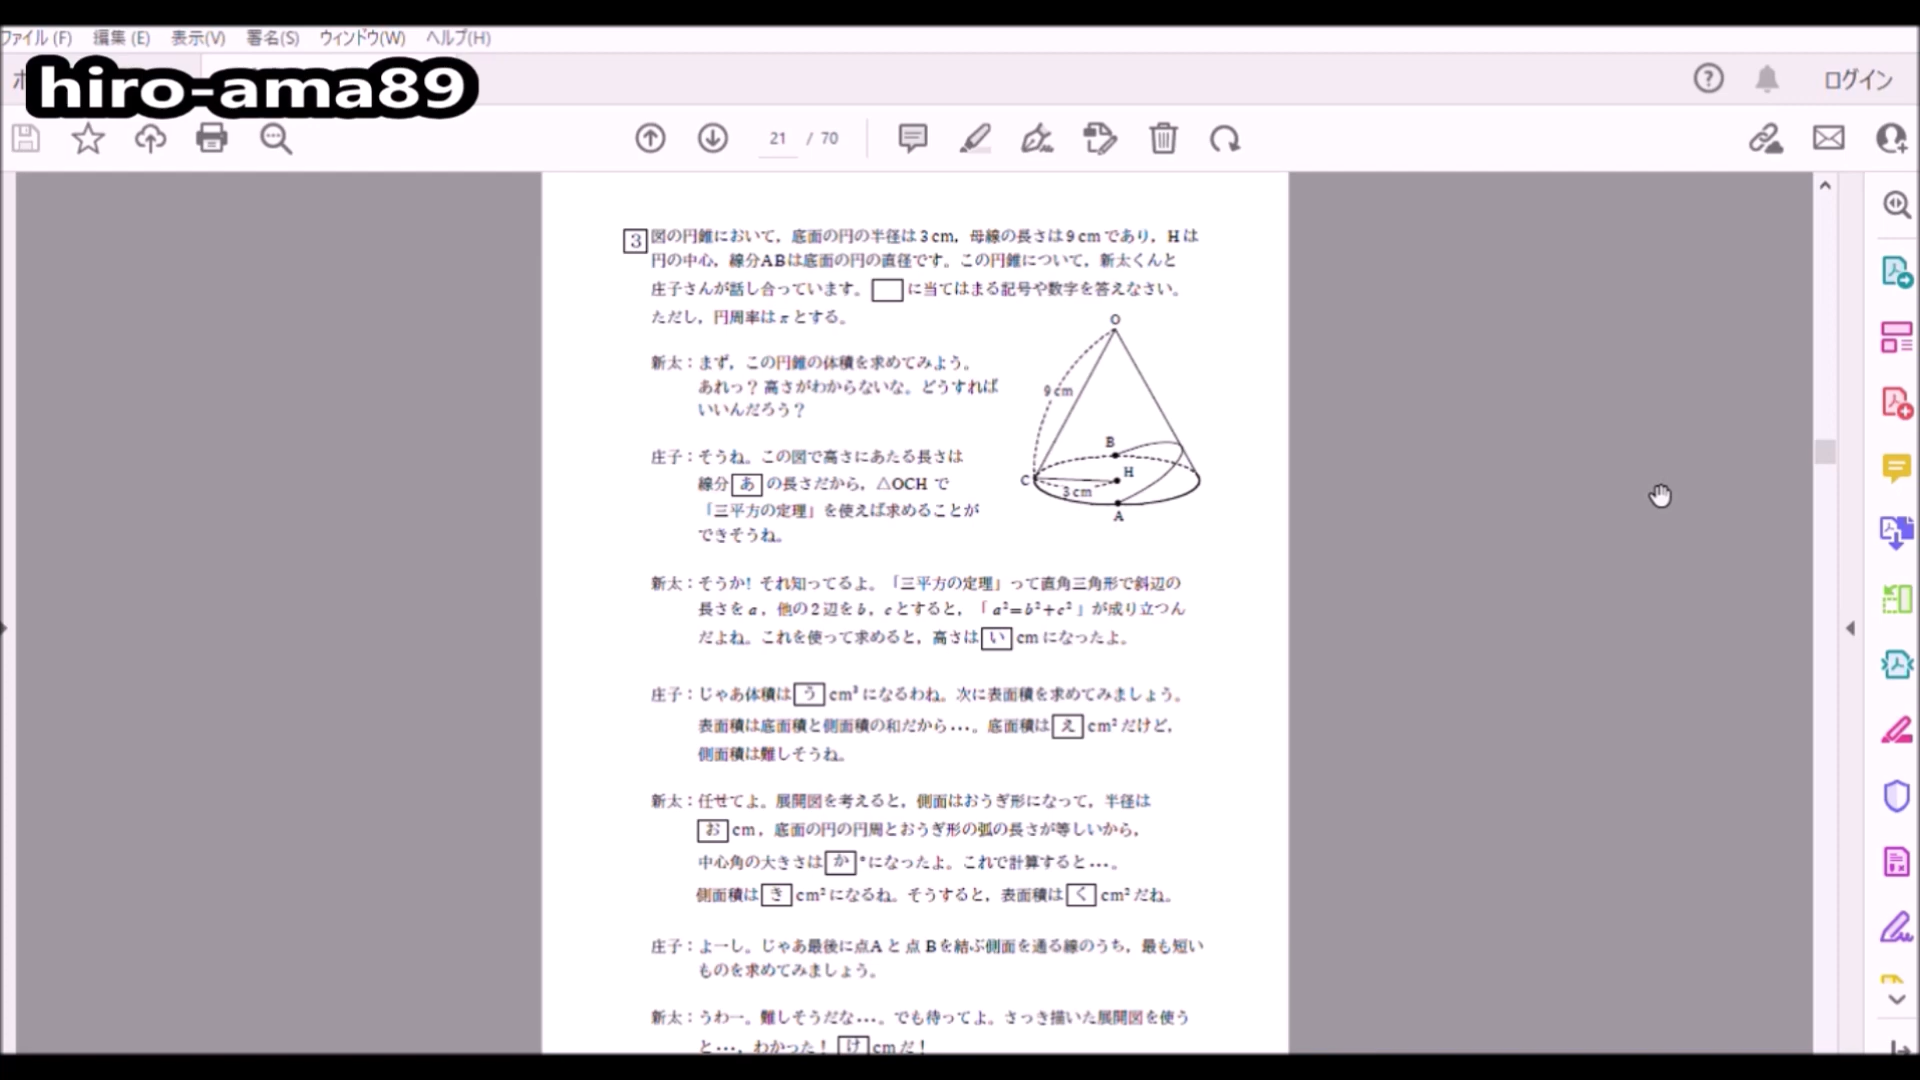 ファイル (F) 編集 (E) 表示(V) 署名(S) ウィンドウ(W) ヘルプ(H)
hiro-ama89
ログイン
21 / 70
3 図の円錐において，底面の円の半径は3cm，母線の長さは9cmであり，Hは
円の中心，線分ABは底面の円の直径です。この円錐について，新太くんと
庄子さんが話し合っています。□に当てはまる記号や数字を答えなさい。
ただし，円周率はπとする。
O
9cm
B
H
C
3cm
A
新太：まず，この円錐の体積を求めてみよう。
あれっ？高さがわからないな。どうすれば
いいんだろう？
庄子：そうね。この図で高さにあたる長さは
線分 あ の長さだから，△OCH で
「三平方の定理」を使えば求めることが
できそうね。
新太：そうか！それ知ってるよ。「三平方の定理」って直角三角形で斜辺の
長さを a，他の2辺を b，c とすると，「 a²=b²+c² 」が成り立つん
だよね。これを使って求めると，高さは い cm になったよ。
庄子：じゃあ体積は う cm³ になるわね。次に表面積を求めてみましょう。
表面積は底面積と側面積の和だから…。底面積は え cm² だけど，
側面積は難しそうね。
新太：任せてよ。展開図を考えると，側面はおうぎ形になって，半径は
お cm，底面の円の円周とおうぎ形の弧の長さが等しいから，
中心角の大きさは か °になったよ。これで計算すると…。
側面積は き cm² になるね。そうすると，表面積は く cm² だね。
庄子：よーし。じゃあ最後に点A と 点 Bを結ぶ側面を通る線のうち，最も短い
ものを求めてみましょう。
新太：うわー。難しそうだな…。でも待ってよ。さっき描いた展開図を使う
と…，わかった！ け cm だ！